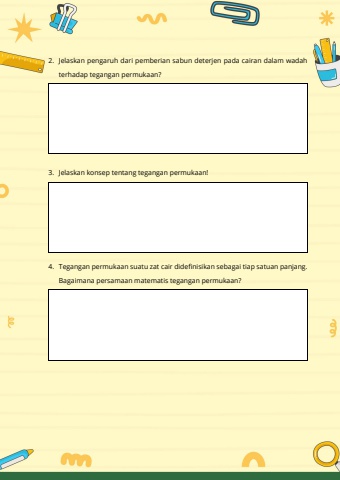 2. Jelaskan pengaruh dari pemberian sabun deterjen pada cairan dalam wadah
terhadap tegangan permukaan?
3. Jelaskan konsep tentang tegangan permukaan!
4. Tegangan permukaan suatu zat cair didefinisikan sebagai tiap satuan panjang.
Bagaimana persamaan matematis tegangan permukaan?